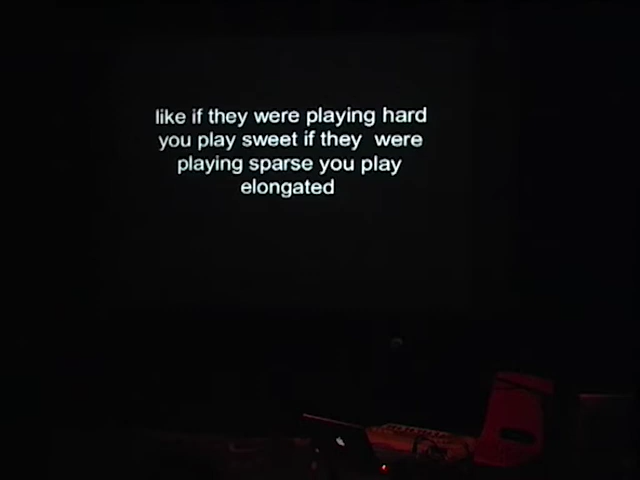 like if they were playing hard
you play sweet if they  were
playing sparse you play
elongated